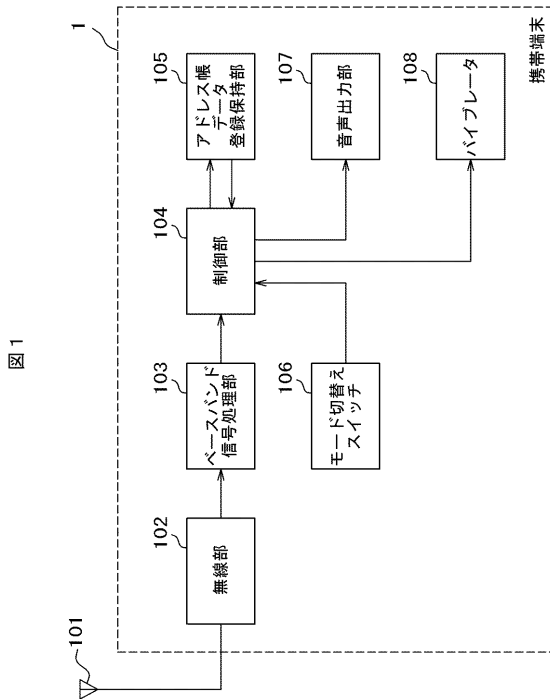 図1
101
1
102
無線部
103
ベースバンド
信号処理部
104
制御部
105
アドレス帳
データ
登録保持部
106
モード切替え
スイッチ
107
音声出力部
108
バイブレータ
携帯端末